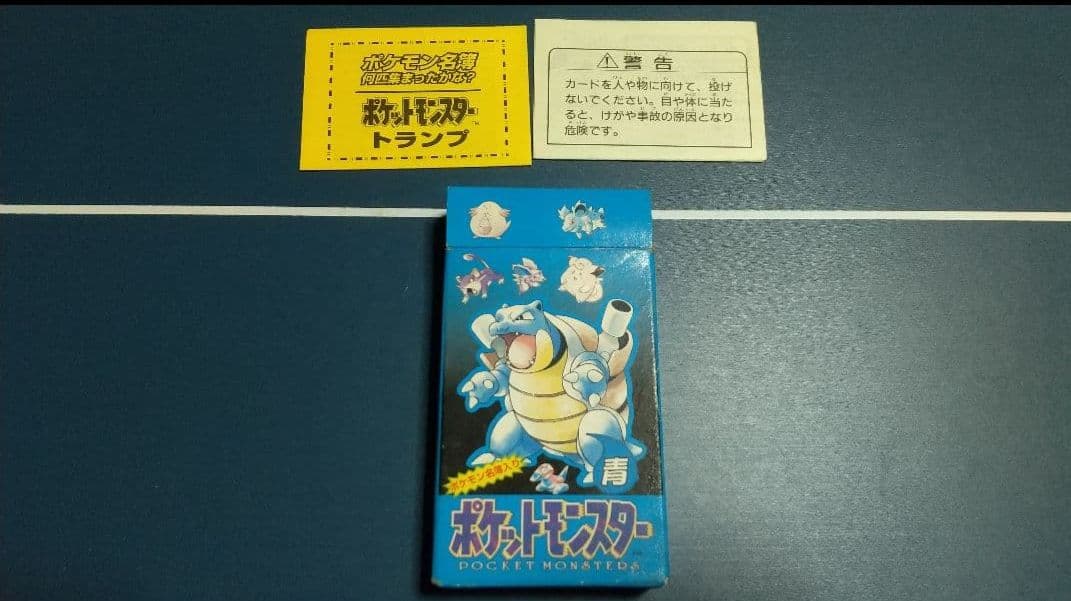 ポケモン名簿
何匹集まったかな?
ポケットモンスター
トランプ
警告
カードを人や物に向けて、投げ
ないでください。目や体に当た
ると、けがや事故の原因となり
危険です。
ポケモン名簿入り
青
ポケットモンスター
POCKET MONSTERS